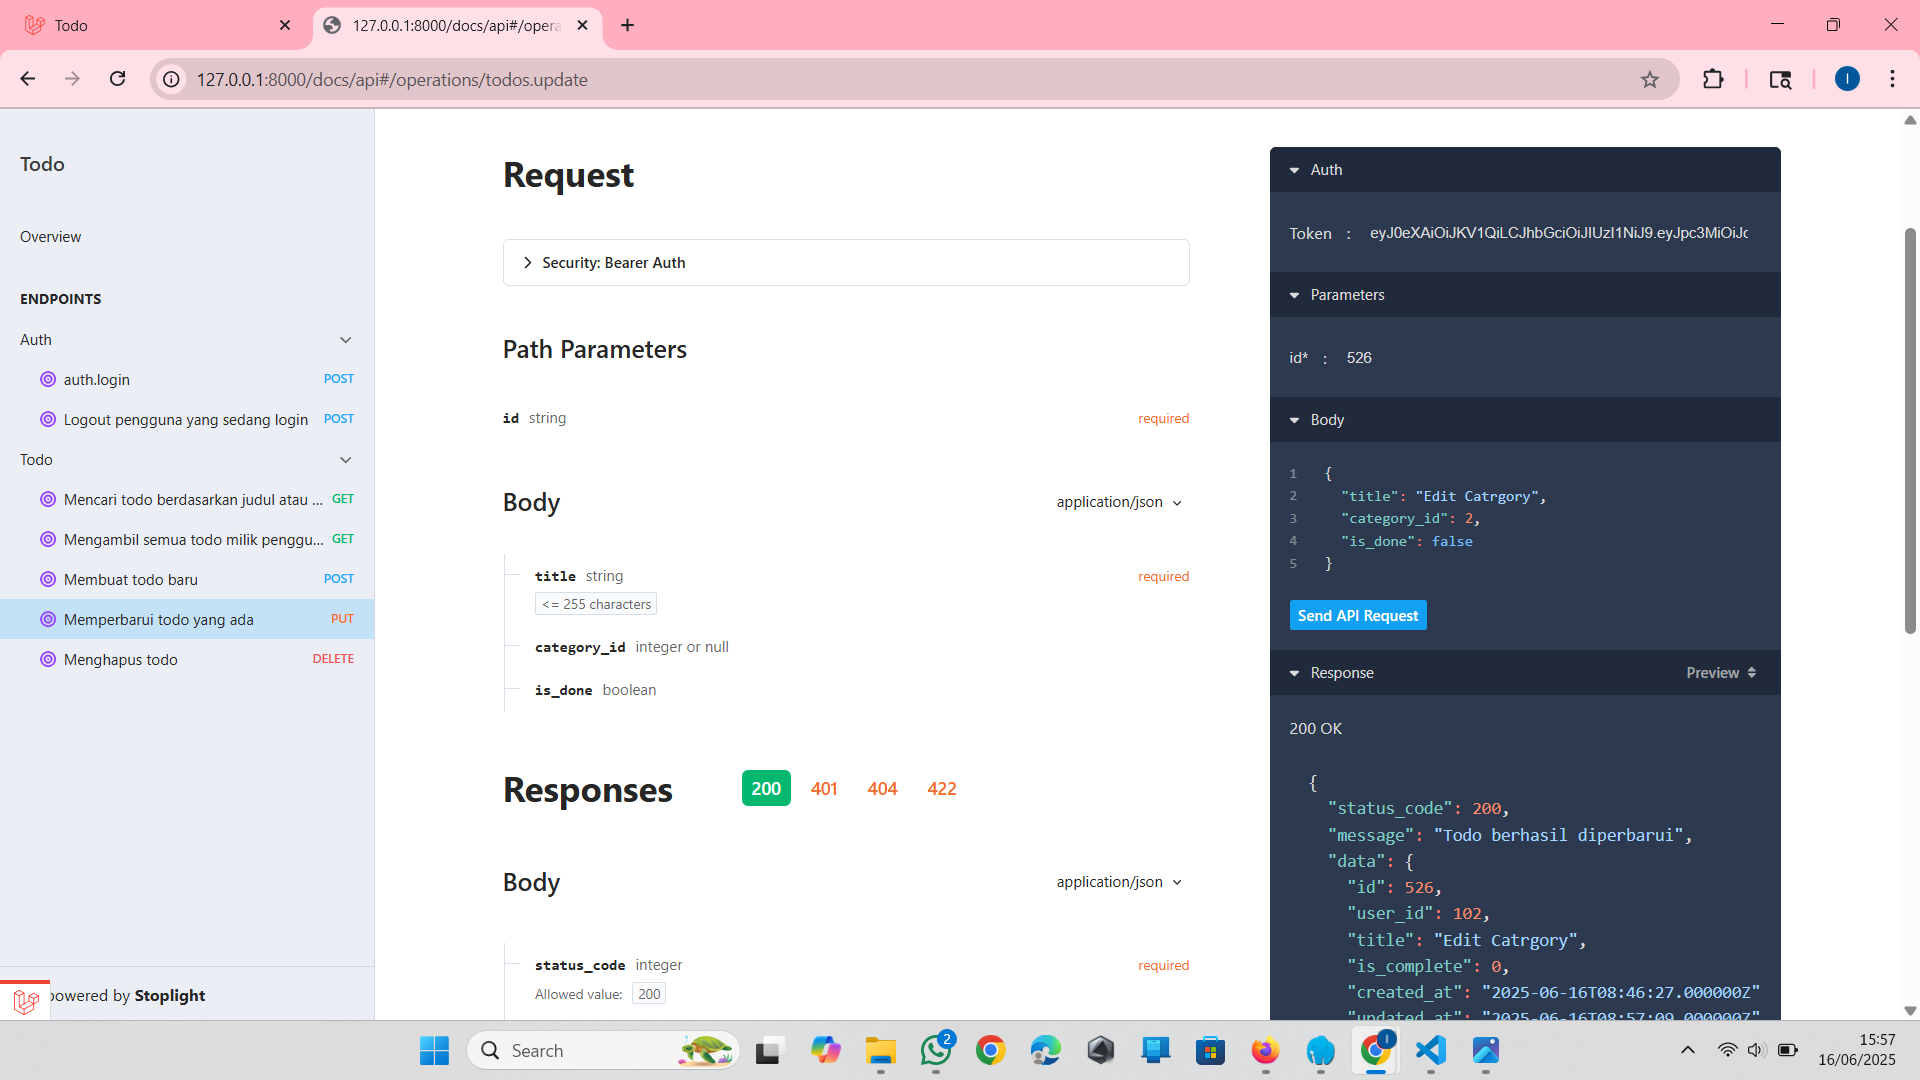 Todo
127.0.0.1:8000/docs/api#/opera
127.0.0.1:8000/docs/api#/operations/todos.update
I
Todo
Overview
ENDPOINTS
Auth
auth.login POST
Logout pengguna yang sedang login POST
Todo
Mencari todo berdasarkan judul atau ... GET
Mengambil semua todo milik penggu... GET
Membuat todo baru POST
Memperbarui todo yang ada PUT
Menghapus todo DELETE
powered by Stoplight
Request
Security: Bearer Auth
Path Parameters
id string required
Body application/json
title string required
<= 255 characters
category_id integer or null
is_done boolean
Responses 200 401 404 422
Body application/json
status_code integer required
Allowed value: 200
Auth
Token : eyJ0eXAiOiJKV1QiLCJhbGciOiJIUzI1NiJ9.eyJpc3MiOiJc
Parameters
id* : 526
Body
1 {
2 "title": "Edit Catrgory",
3 "category_id": 2,
4 "is_done": false
5 }
Send API Request
Response Preview
200 OK
{
"status_code": 200,
"message": "Todo berhasil diperbarui",
"data": {
"id": 526,
"user_id": 102,
"title": "Edit Catrgory",
"is_complete": 0,
"created_at": "2025-06-16T08:46:27.000000Z"
"updated_at": "2025-06-16T08:57:09.000000Z"
Search
2
I
15:57
16/06/2025